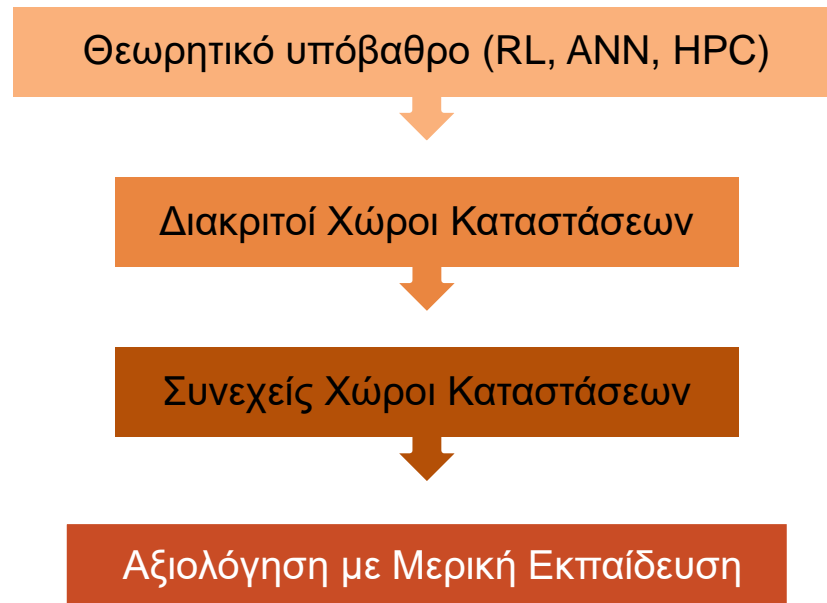 Θεωρητικό υπόβαθρο (RL, ANN, HPC)
Διακριτοί Χώροι Καταστάσεων
Συνεχείς Χώροι Καταστάσεων
Αξιολόγηση με Μερική Εκπαίδευση